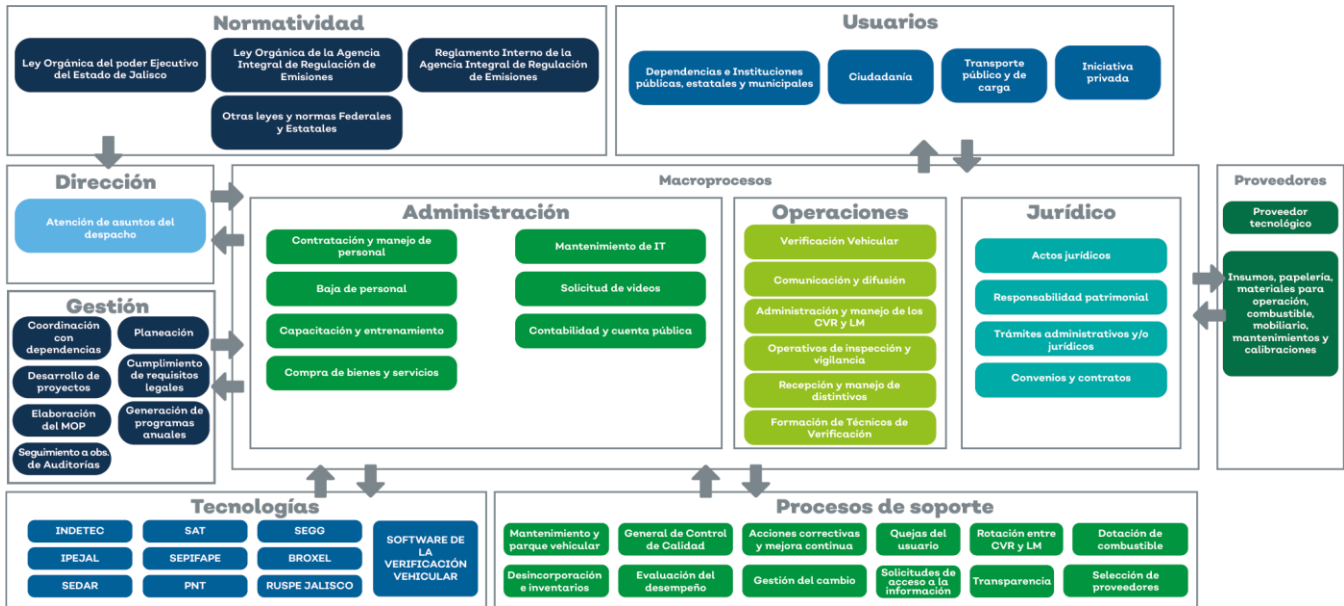 Normatividad
Ley Orgánica del poder Ejecutivo
del Estado de Jalisco
Ley Orgánica de la Agencia
Integral de Regulación de
Emisiones
Reglamento Interno de la
Agencia Integral de Regulación
de Emisiones
Otras leyes y normas Federales
y Estatales
Usuarios
Dependencias e Instituciones
públicas, estatales y municipales
Ciudadanía
Transporte
público y de
carga
Iniciativa
privada
Dirección
Atención de asuntos del
despacho
Gestión
Coordinación
con
dependencias
Planeación
Desarrollo de
proyectos
Cumplimiento
de requisitos
legales
Elaboración
del MOP
Generación de
programas
anuales
Seguimiento a obs.
de Auditorías
Macroprocesos
Administración
Contratación y manejo de
personal
Mantenimiento de IT
Baja de personal
Solicitud de videos
Capacitación y entrenamiento
Contabilidad y cuenta pública
Compra de bienes y servicios
Operaciones
Verificación Vehicular
Comunicación y difusión
Administración y manejo de los
CVR y LM
Operativos de inspección y
vigilancia
Recepción y manejo de
distintivos
Formación de Técnicos de
Verificación
Jurídico
Actos jurídicos
Responsabilidad patrimonial
Trámites administrativos y/o
jurídicos
Convenios y contratos
Proveedores
Proveedor
tecnológico
Insumos, papelería,
materiales para
operación,
combustible,
mobiliario,
mantenimientos y
calibraciones
Tecnologías
INDETEC
SAT
SEGG
IPEJAL
SEPIFAPE
BROXEL
SEDAR
PNT
RUSPE JALISCO
SOFTWARE DE
LA
VERIFICACIÓN
VEHICULAR
Procesos de soporte
Mantenimiento y
parque vehicular
General de Control
de Calidad
Acciones correctivas
y mejora continua
Quejas del
usuario
Rotación entre
CVR y LM
Dotación de
combustible
Desincorporación
e inventarios
Evaluación del
desempeño
Gestión del cambio
Solicitudes de
acceso a la
información
Transparencia
Selección de
proveedores